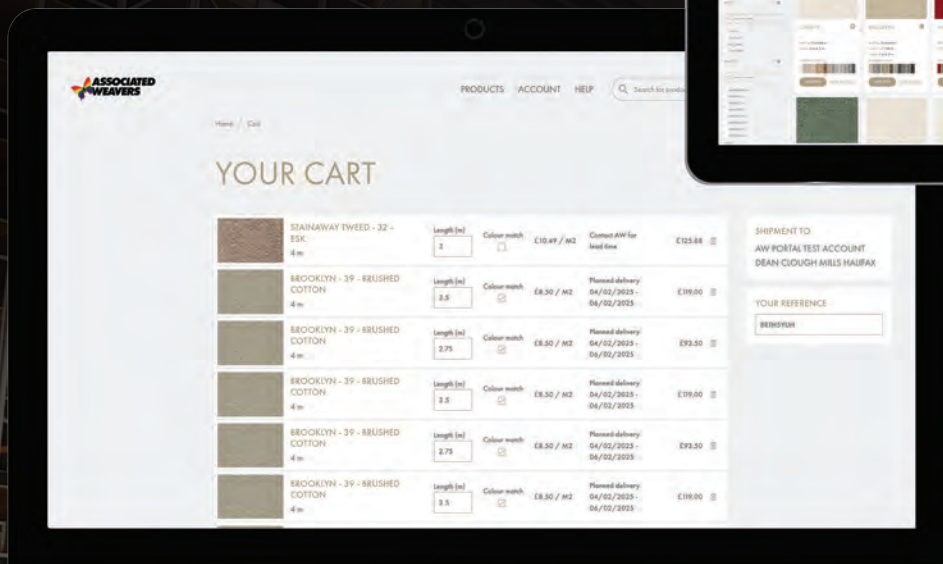 ASSOCIATED
WEAVERS
PRODUCTS ACCOUNT HELP Search for produc
Home / Cart
YOUR CART
STAINAWAY TWEED - 32 -
ESK
4 m
Length (m)
3
Colour match
£10.49 / M2
Contact AW for
lead time
£125.88
BROOKLYN - 39 - BRUSHED
COTTON
4 m
Length (m)
3.5
Colour match
£8.50 / M2
Planned delivery
04/02/2025 -
06/02/2025
£119.00
BROOKLYN - 39 - BRUSHED
COTTON
4 m
Length (m)
2.75
Colour match
£8.50 / M2
Planned delivery
04/02/2025 -
06/02/2025
£93.50
BROOKLYN - 39 - BRUSHED
COTTON
4 m
Length (m)
3.5
Colour match
£8.50 / M2
Planned delivery
04/02/2025 -
06/02/2025
£119.00
BROOKLYN - 39 - BRUSHED
COTTON
4 m
Length (m)
2.75
Colour match
£8.50 / M2
Planned delivery
04/02/2025 -
06/02/2025
£93.50
BROOKLYN - 39 - BRUSHED
COTTON
4 m
Length (m)
3.5
Colour match
£8.50 / M2
Planned delivery
04/02/2025 -
06/02/2025
£119.00
SHIPMENT TO
AW PORTAL TEST ACCOUNT
DEAN CLOUGH MILLS HALIFAX
YOUR REFERENCE